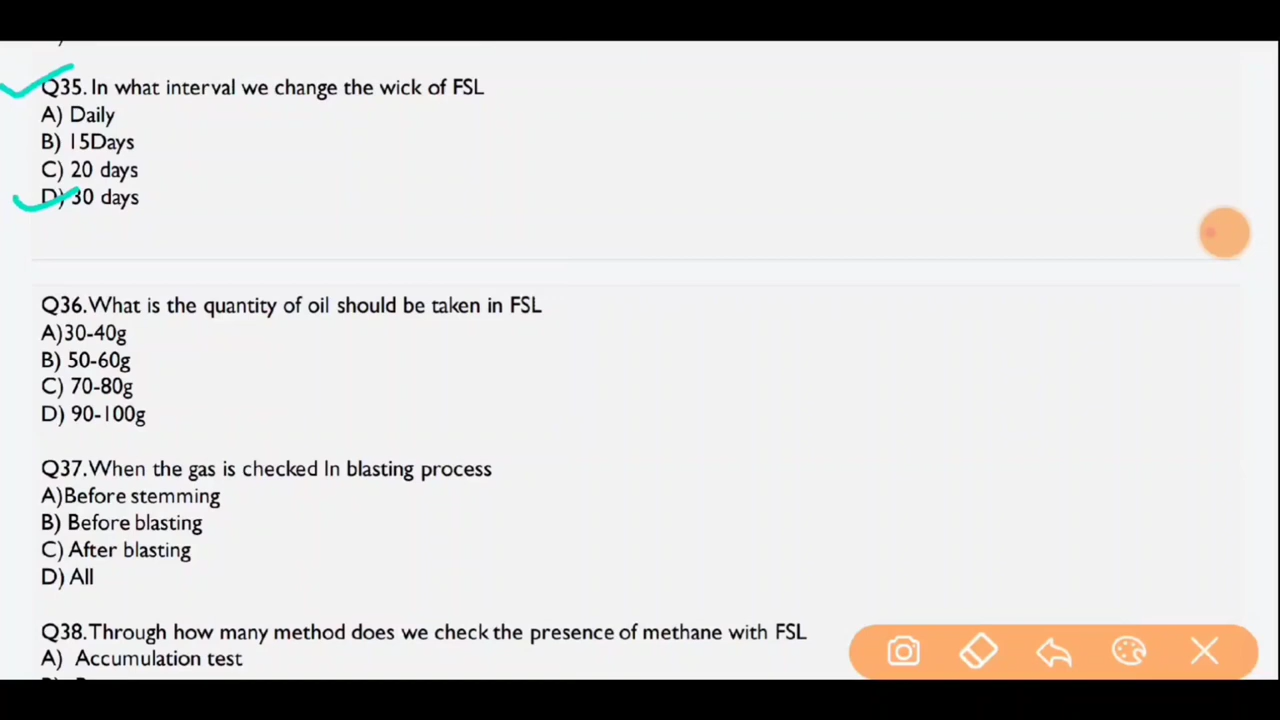 Q35. In what interval we change the wick of FSL
A) Daily
B) 15Days
C) 20 days
D) 30 days
Q36.What is the quantity of oil should be taken in FSL
A)30-40g
B) 50-60g
C) 70-80g
D) 90-100g
Q37.When the gas is checked In blasting process
A)Before stemming
B) Before blasting
C) After blasting
D) All
Q38.Through how many method does we check the presence of methane with FSL
A) Accumulation test